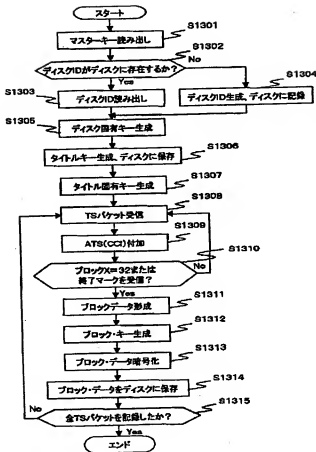 スタート
マスターキー読み出し
S1301
ディスクIDがディスクに存在するか?
S1302
No
Yes
S1303
ディスクID読み出し
S1304
ディスクID生成、ディスクに記録
S1305
ディスク固有キー生成
S1306
タイトルキー生成、ディスクに保存
S1307
タイトル固有キー生成
S1308
TSパケット受信
S1309
ATS(CCI)付加
S1310
ブロックX=32または
終了マークを受信?
No
Yes
S1311
ブロックデータ形成
S1312
ブロック・キー生成
S1313
ブロック・データ暗号化
S1314
ブロック・データをディスクに保存
S1315
No
全TSパケットを記録したか?
Yes
エンド